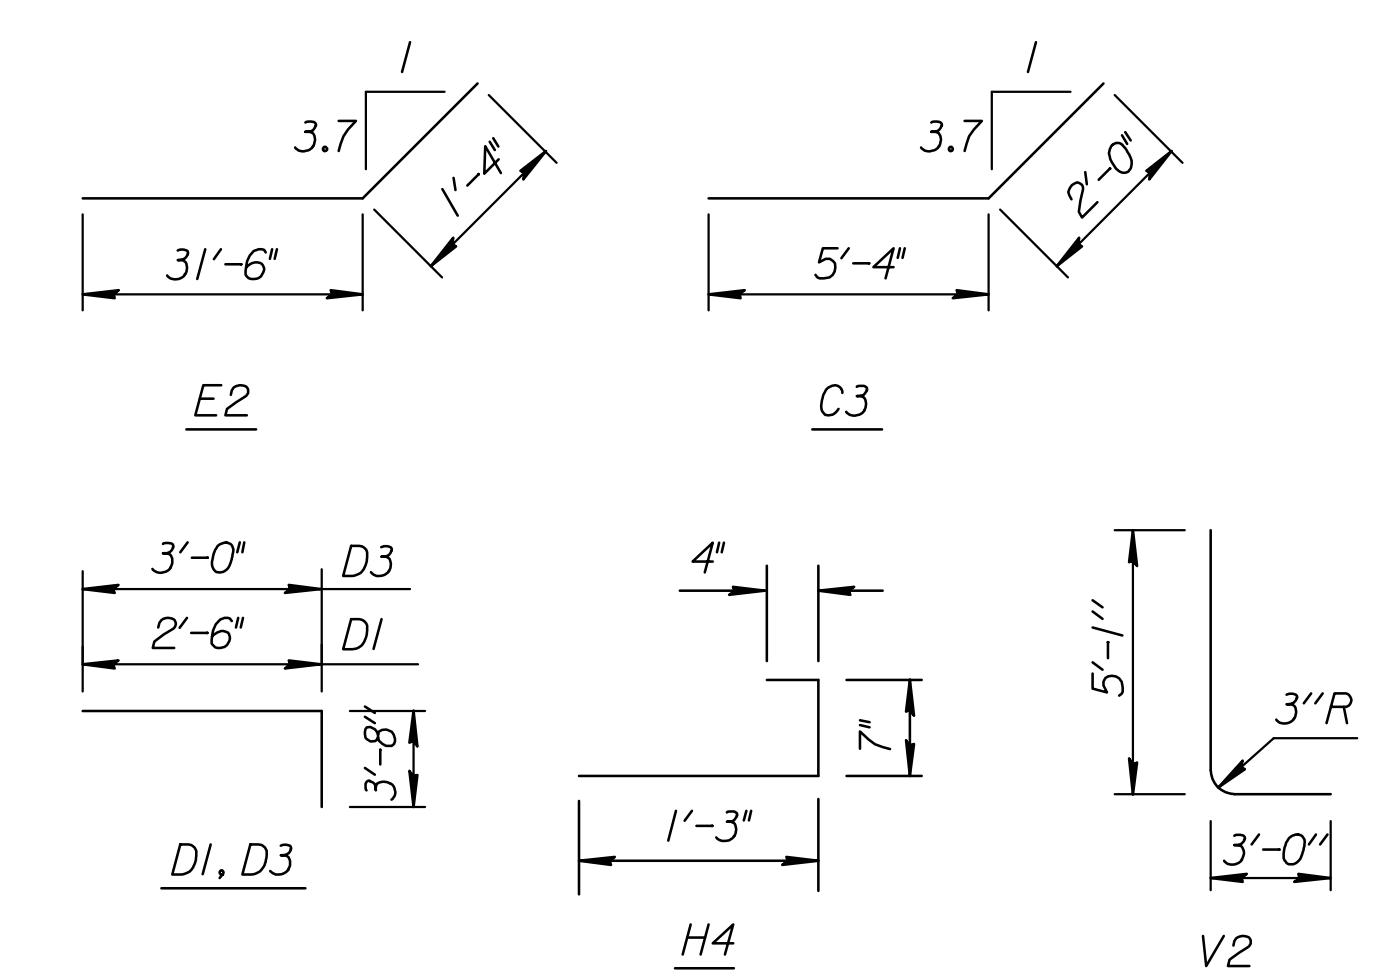 1
3.7
1'-4"
31'-6"
E2
1
3.7
2'-0"
5'-4"
C3
3'-0" D3
2'-6" D1
3'-8"
D1, D3
4"
7"
1'-3"
H4
5'-1"
3"R
3'-0"
V2